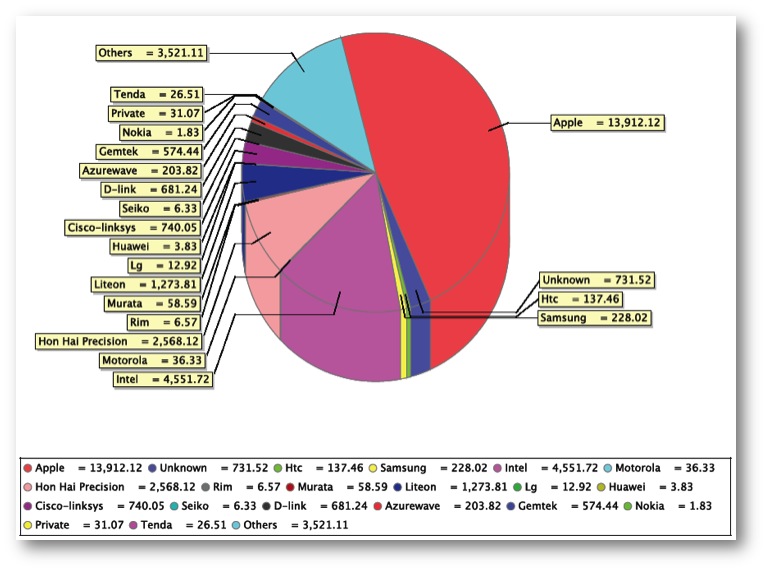 Others = 3,521.11
Tenda = 26.51
Private = 31.07
Nokia = 1.83
Gemtek = 574.44
Azurewave = 203.82
D-link = 681.24
Seiko = 6.33
Cisco-linksys = 740.05
Huawei = 3.83
Lg = 12.92
Liteon = 1,273.81
Murata = 58.59
Rim = 6.57
Hon Hai Precision = 2,568.12
Motorola = 36.33
Intel = 4,551.72
Apple = 13,912.12
Unknown = 731.52
Htc = 137.46
Samsung = 228.02
Apple = 13,912.12 Unknown = 731.52 Htc = 137.46 Samsung = 228.02 Intel = 4,551.72 Motorola = 36.33
Hon Hai Precision = 2,568.12 Rim = 6.57 Murata = 58.59 Liteon = 1,273.81 Lg = 12.92 Huawei = 3.83
Cisco-linksys = 740.05 Seiko = 6.33 D-link = 681.24 Azurewave = 203.82 Gemtek = 574.44 Nokia = 1.83
Private = 31.07 Tenda = 26.51 Others = 3,521.11